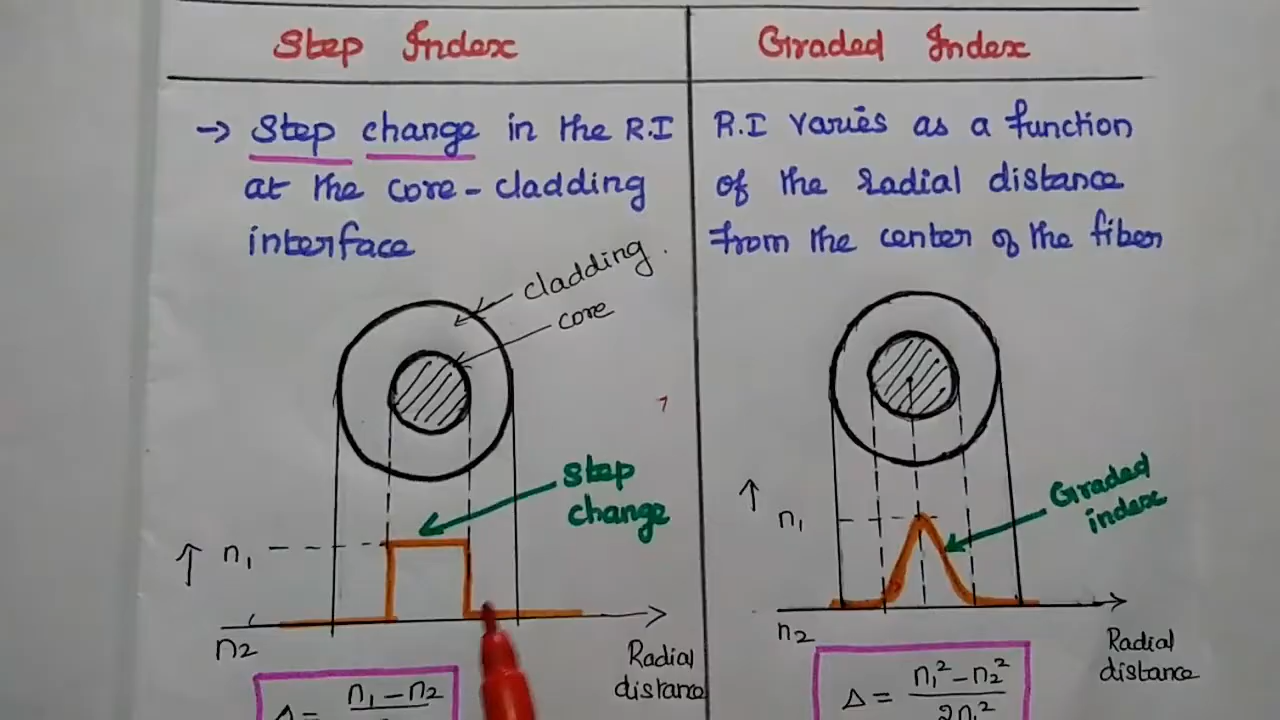 Step Index
Graded Index
→ Step change in the R.I
at the core-cladding
interface
R.I varies as a function
of the radial distance
from the center of the fiber
cladding.
core
Step
change
↑ n₁
n₂
Radial
distance
Graded
index
↑ n₁
n₂
Radial
distance
Δ = n₁ - n₂
Δ = n₁² - n₂²
2n₁²